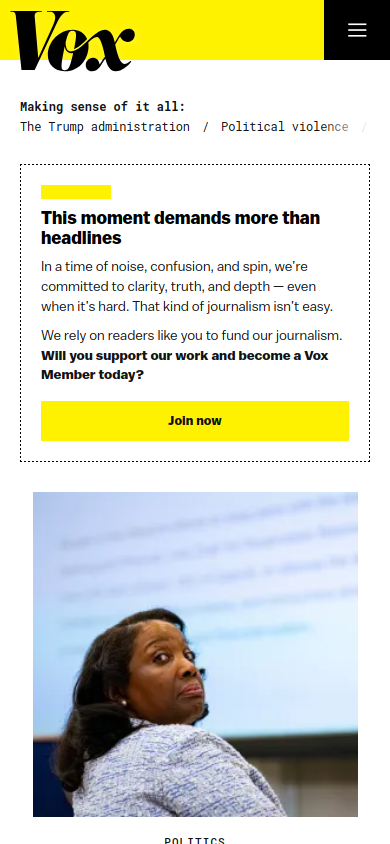 Vox
Making sense of it all:
The Trump administration / Political violence /
This moment demands more than
headlines
In a time of noise, confusion, and spin, we’re
committed to clarity, truth, and depth — even
when it’s hard. That kind of journalism isn’t easy.
We rely on readers like you to fund our journalism.
Will you support our work and become a Vox
Member today?
Join now
POLITICS